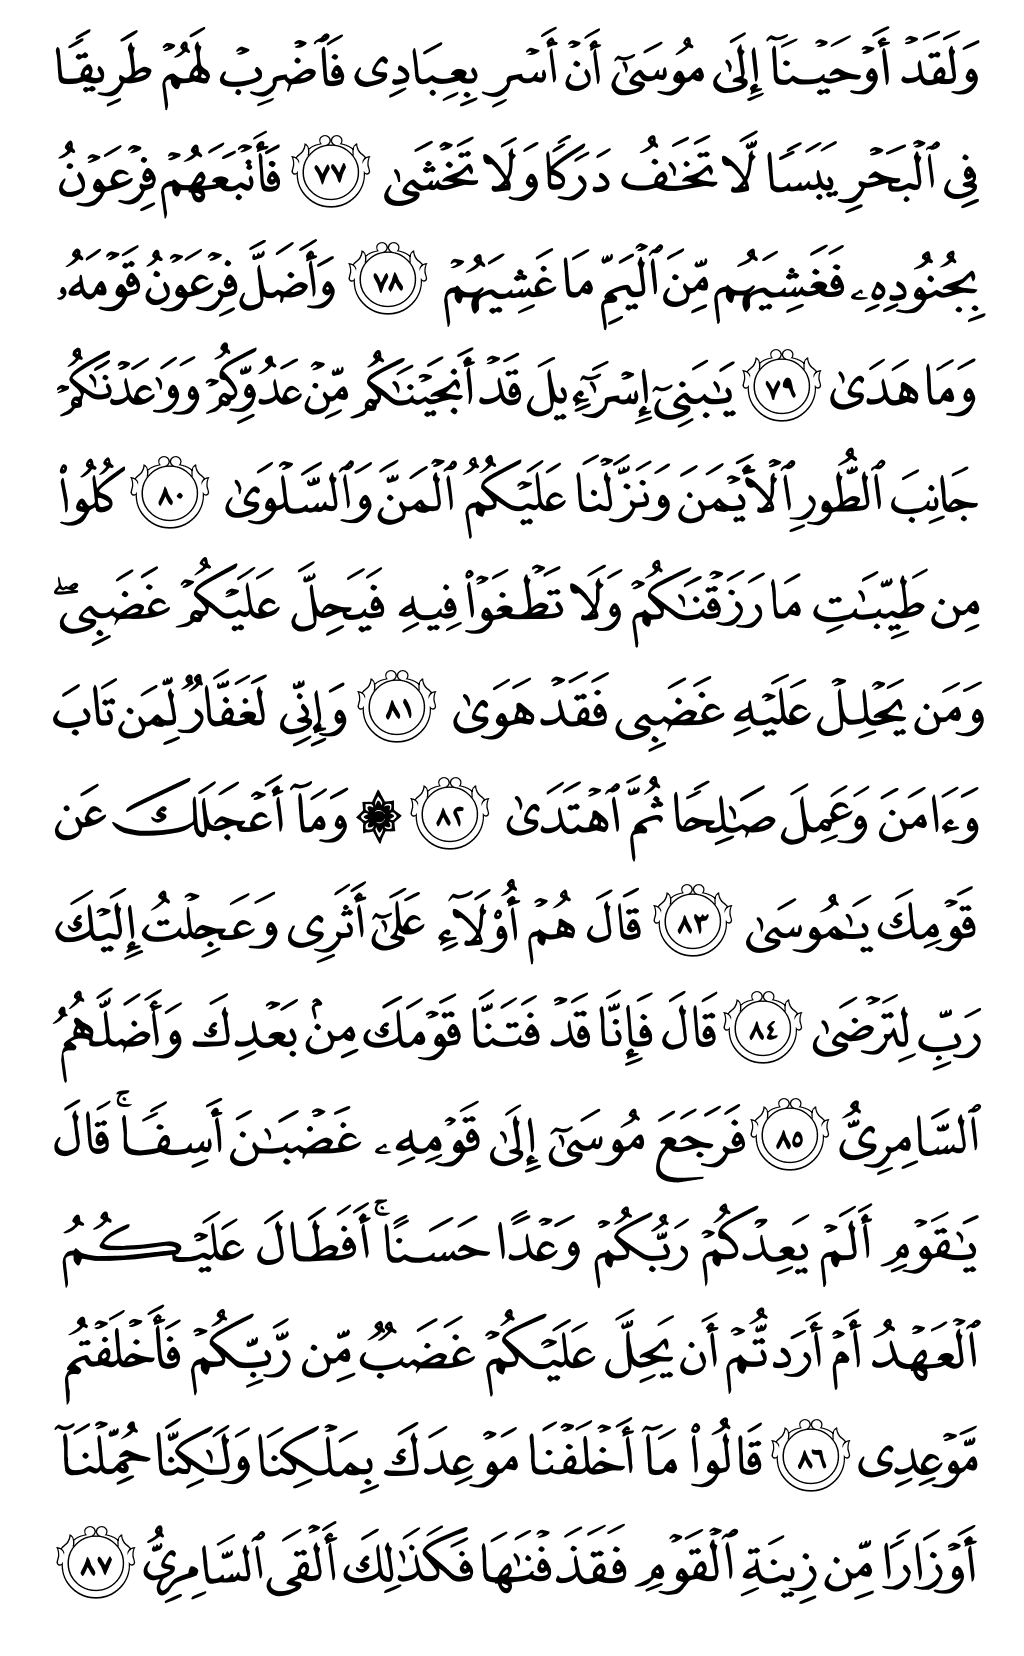 وَلَقَدۡ أَوۡحَيۡنَآ إِلَىٰ مُوسَىٰٓ أَنۡ أَسۡرِ بِعِبَادِي فَٱضۡرِبۡ لَهُمۡ طَرِيقٗا
فِي ٱلۡبَحۡرِ يَبَسٗا لَّا تَخَٰفُ دَرَكٗا وَلَا تَخۡشَىٰ ٧٧ فَأَتۡبَعَهُمۡ فِرۡعَوۡنُ
بِجُنُودِهِۦ فَغَشِيَهُم مِّنَ ٱلۡيَمِّ مَا غَشِيَهُمۡ ٧٨ وَأَضَلَّ فِرۡعَوۡنُ قَوۡمَهُۥ
وَمَا هَدَىٰ ٧٩ يَٰبَنِيٓ إِسۡرَٰٓءِيلَ قَدۡ أَنجَيۡنَٰكُم مِّنۡ عَدُوِّكُمۡ وَوَٰعَدۡنَٰكُمۡ
جَانِبَ ٱلطُّورِ ٱلۡأَيۡمَنَ وَنَزَّلۡنَا عَلَيۡكُمُ ٱلۡمَنَّ وَٱلسَّلۡوَىٰ ٨٠ كُلُواْ
مِن طَيِّبَٰتِ مَا رَزَقۡنَٰكُمۡ وَلَا تَطۡغَوۡاْ فِيهِ فَيَحِلَّ عَلَيۡكُمۡ غَضَبِيۖ
وَمَن يَحۡلِلۡ عَلَيۡهِ غَضَبِي فَقَدۡ هَوَىٰ ٨١ وَإِنِّي لَغَفَّارٞ لِّمَن تَابَ
وَءَامَنَ وَعَمِلَ صَٰلِحٗا ثُمَّ ٱهۡتَدَىٰ ٨٢ ۞ وَمَآ أَعۡجَلَكَ عَن
قَوۡمِكَ يَٰمُوسَىٰ ٨٣ قَالَ هُمۡ أُوْلَآءِ عَلَىٰٓ أَثَرِي وَعَجِلۡتُ إِلَيۡكَ
رَبِّ لِتَرۡضَىٰ ٨٤ قَالَ فَإِنَّا قَدۡ فَتَنَّا قَوۡمَكَ مِنۢ بَعۡدِكَ وَأَضَلَّهُمُ
ٱلسَّامِرِيُّ ٨٥ فَرَجَعَ مُوسَىٰٓ إِلَىٰ قَوۡمِهِۦ غَضۡبَٰنَ أَسِفٗاۚ قَالَ
يَٰقَوۡمِ أَلَمۡ يَعِدۡكُمۡ رَبُّكُمۡ وَعۡدًا حَسَنًاۚ أَفَطَالَ عَلَيۡكُمُ
ٱلۡعَهۡدُ أَمۡ أَرَدتُّمۡ أَن يَحِلَّ عَلَيۡكُمۡ غَضَبٞ مِّن رَّبِّكُمۡ فَأَخۡلَفۡتُم
مَّوۡعِدِي ٨٦ قَالُواْ مَآ أَخۡلَفۡنَا مَوۡعِدَكَ بِمَلۡكِنَا وَلَٰكِنَّا حُمِّلۡنَآ
أَوۡزَارٗا مِّن زِينَةِ ٱلۡقَوۡمِ فَقَذَفۡنَٰهَا فَكَذَٰلِكَ أَلۡقَى ٱلسَّامِرِيُّ ٨٧